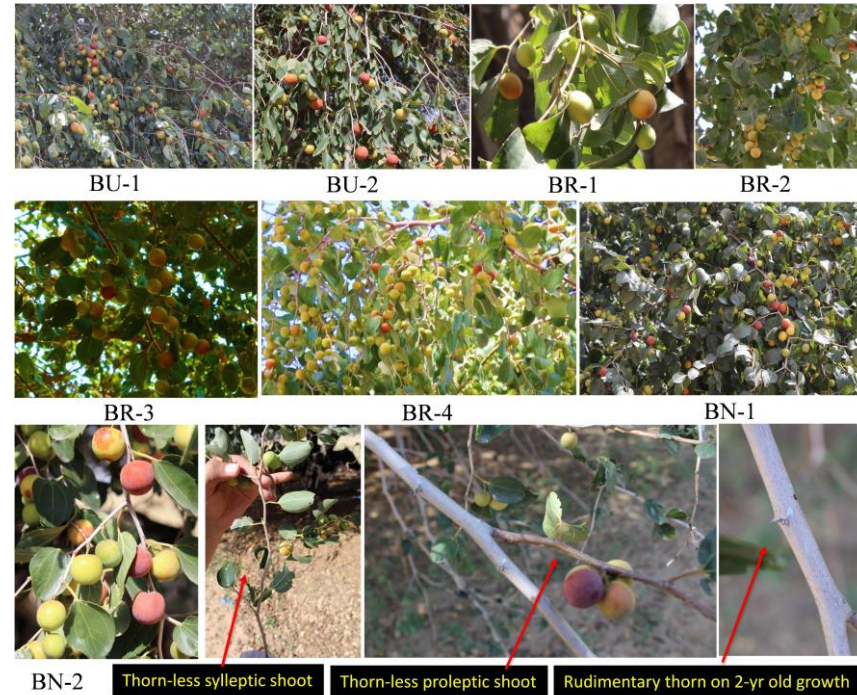 BU-1
BU-2
BR-1
BR-2
BR-3
BR-4
BN-1
BN-2
Thorn-less sylleptic shoot
Thorn-less proleptic shoot
Rudimentary thorn on 2-yr old growth